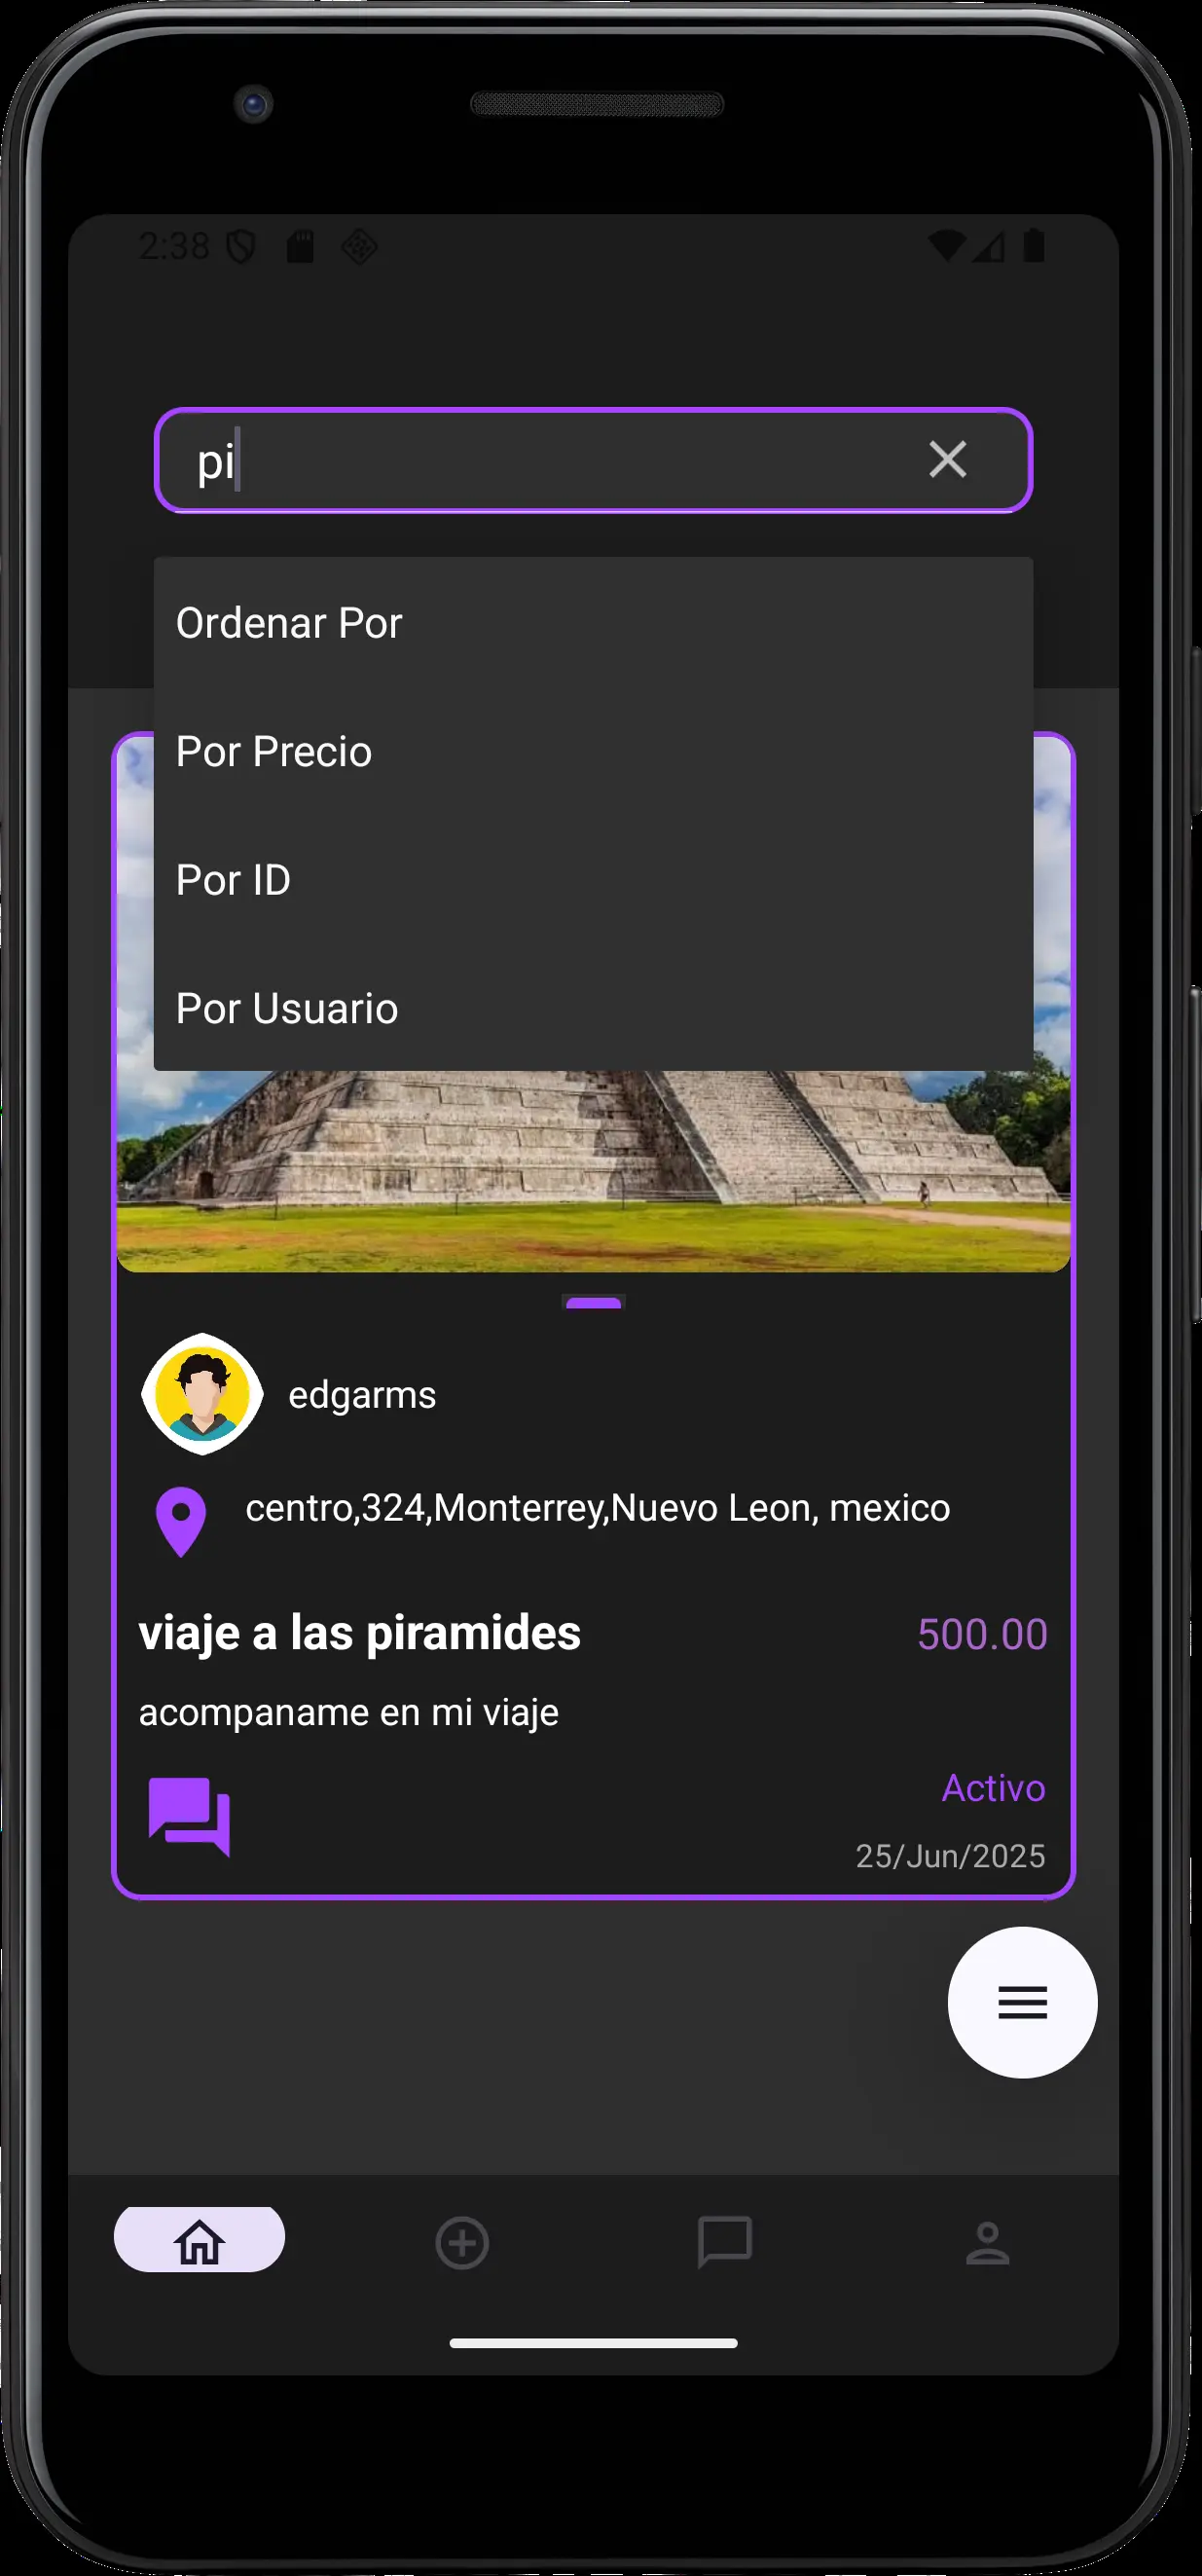 2:38
pi
Ordenar Por
Por Precio
Por ID
Por Usuario
edgarms
centro,324,Monterrey,Nuevo Leon, mexico
viaje a las piramides 500.00
acompaname en mi viaje
Activo
25/Jun/2025